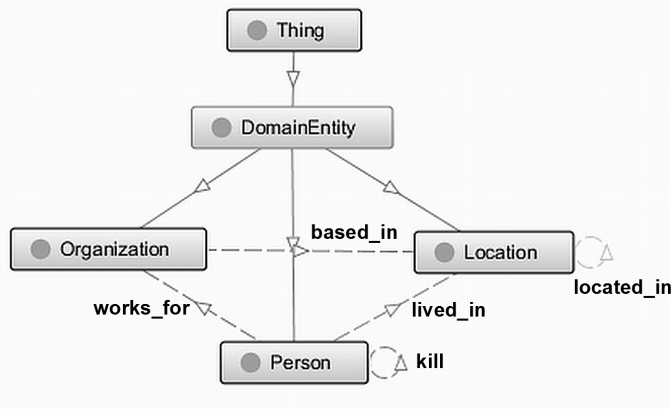 Thing
DomainEntity
Organization
based_in
Location
located_in
works_for
lived_in
Person
kill